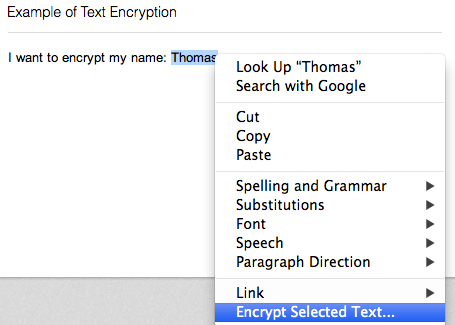 Example of Text Encryption
I want to encrypt my name: Thomas
Look Up “Thomas”
Search with Google
Cut
Copy
Paste
Spelling and Grammar
Substitutions
Font
Speech
Paragraph Direction
Link
Encrypt Selected Text...